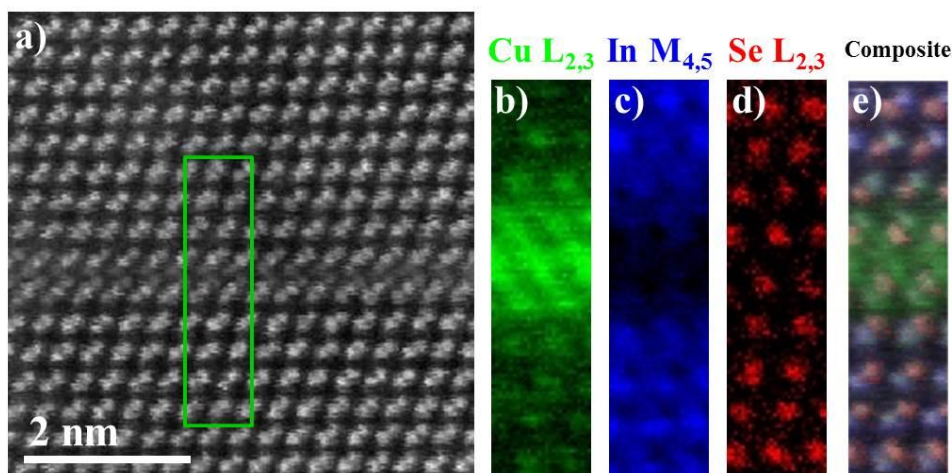 a)
2 nm
Cu L2,3
In M4,5
Se L2,3
Composite
b)
c)
d)
e)